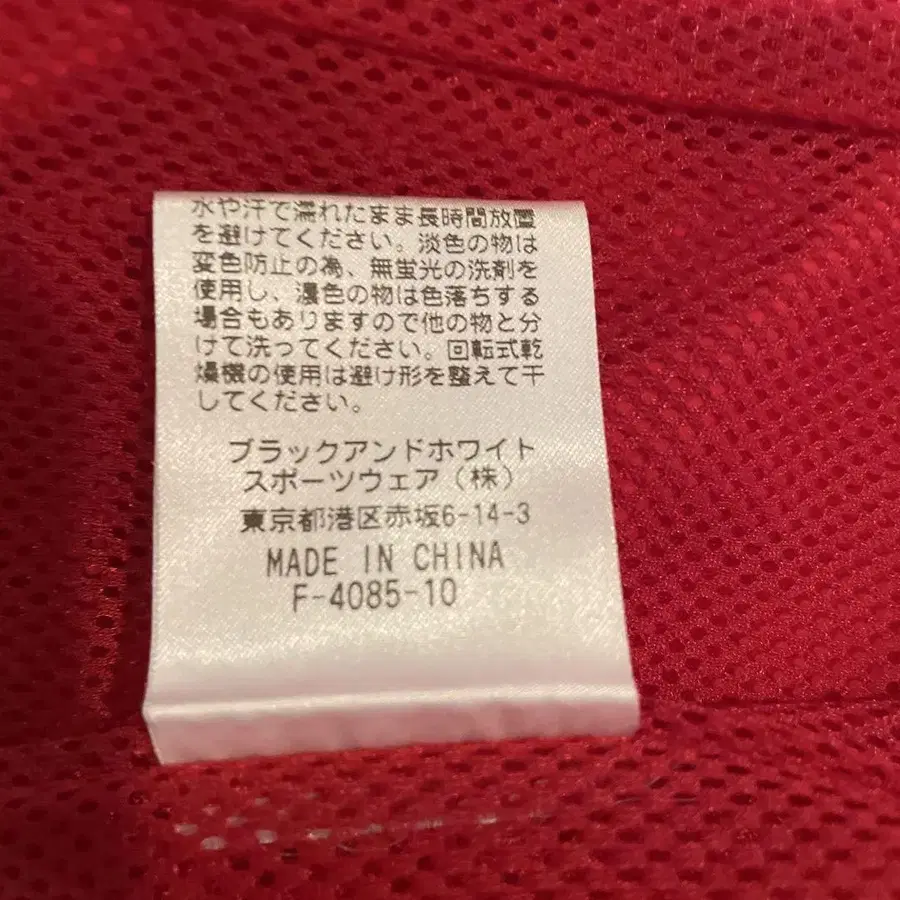 水や汗で濡れたまま長時間放置
を避けてください。淡色の物は
変色防止の為、無蛍光の洗剤を
使用し、濃色の物は色落ちする
場合もありますので他の物と分
けて洗ってください。回転式乾
燥機の使用は避け形を整えて干
してください。
ブラックアンドホワイト
スポーツウェア(株)
東京都港区赤坂6-14-3
MADE IN CHINA
F-4085-10